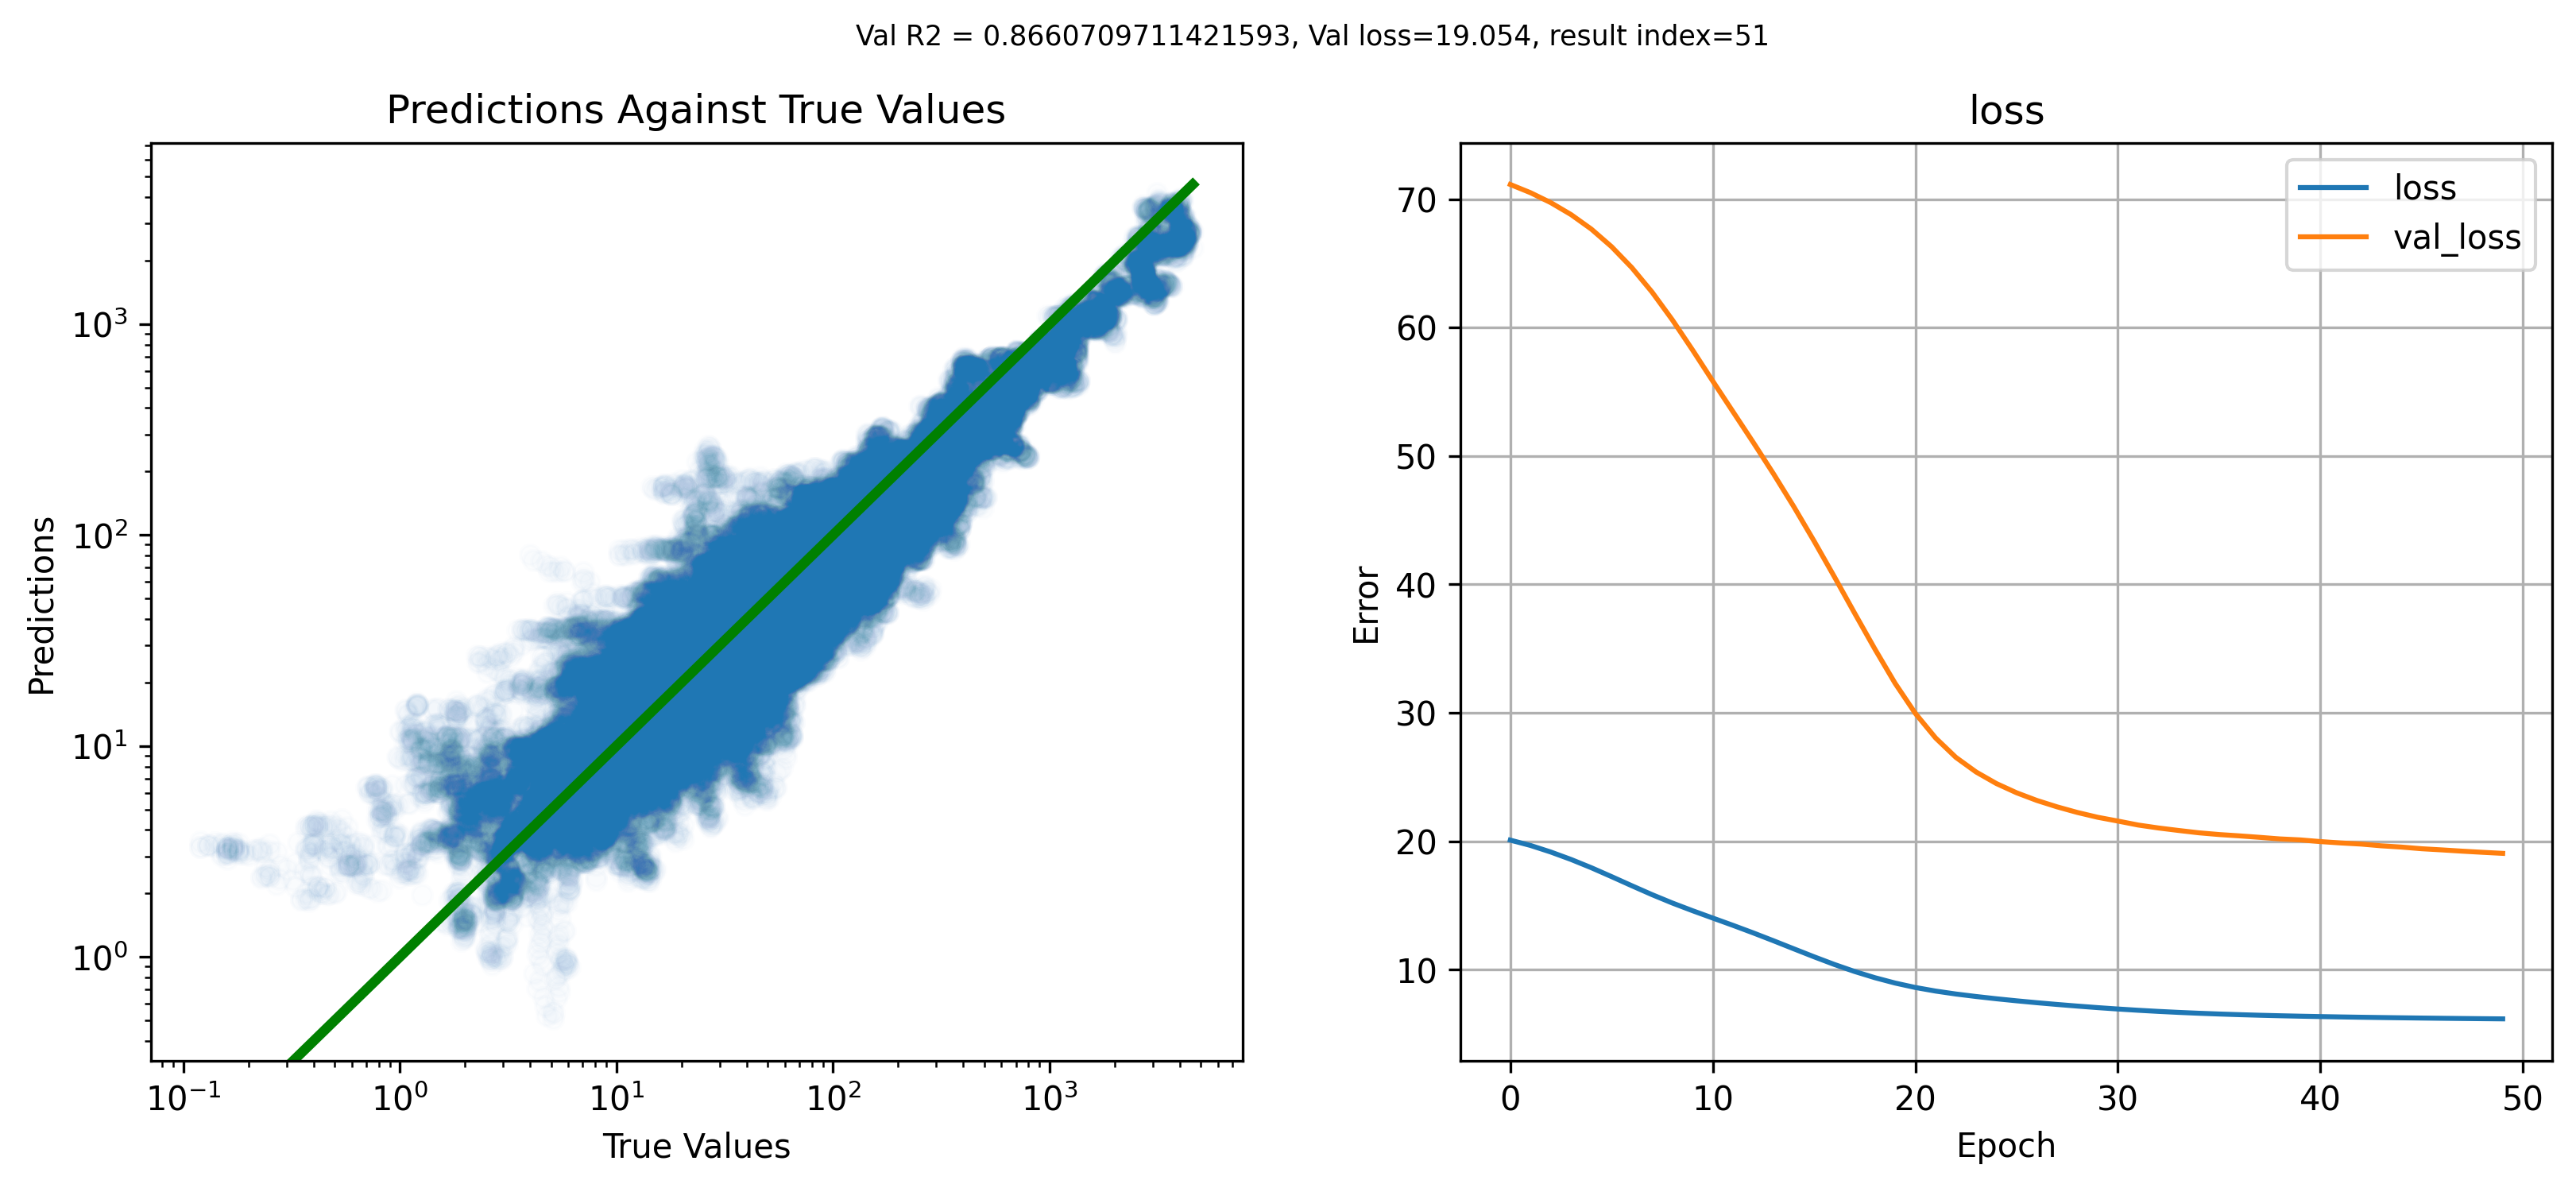 Val R2 = 0.8660709711421593, Val loss=19.054, result index=51
Predictions Against True Values
Predictions
10³
10²
10¹
10⁰
10⁻¹ 10⁰ 10¹ 10² 10³
True Values
loss
loss
val_loss
Error
70
60
50
40
30
20
10
0 10 20 30 40 50
Epoch